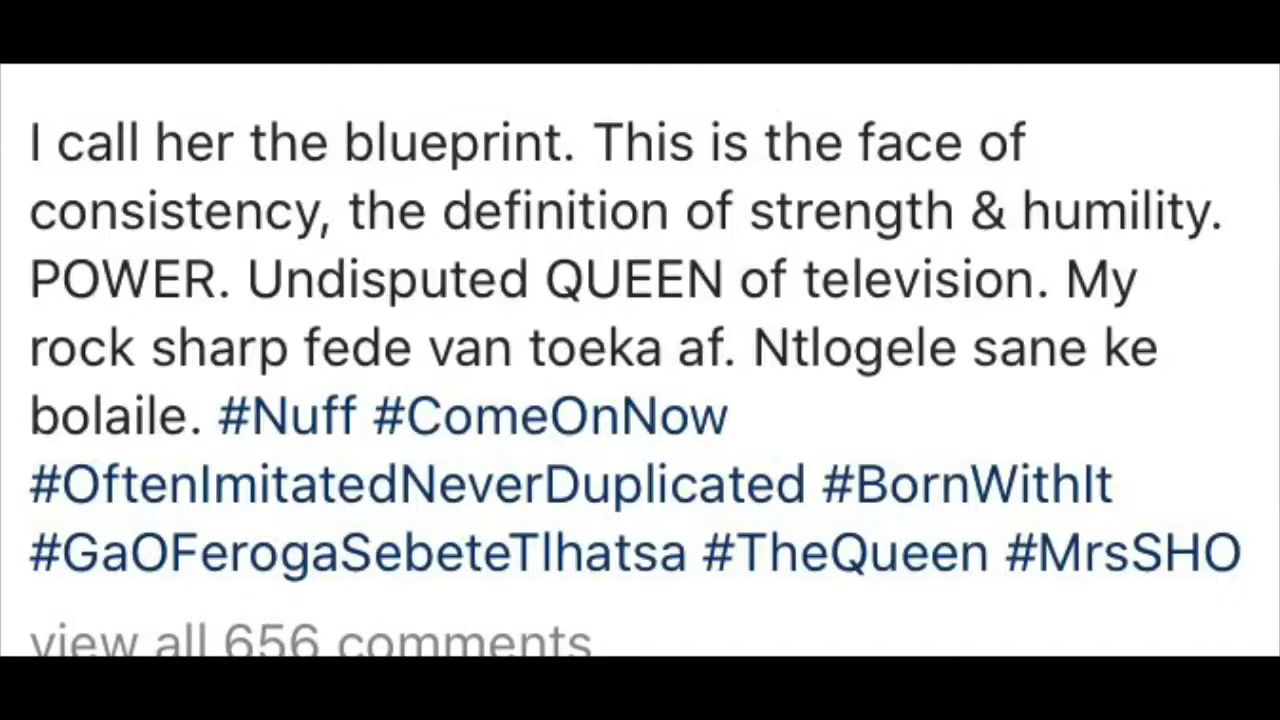 I call her the blueprint. This is the face of
consistency, the definition of strength & humility.
POWER. Undisputed QUEEN of television. My
rock sharp fede van toeka af. Ntlogele sane ke
bolaile. #Nuff #ComeOnNow
#OftenImitatedNeverDuplicated #BornWithIt
#GaOFerogaSebeteTlhatsa #TheQueen #MrsSHO
view all 656 comments